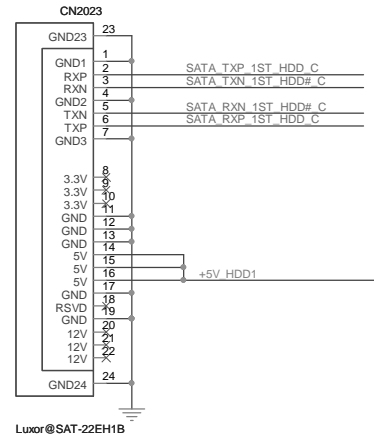 CN2023
GND23 23
GND1 1
RXP 2 SATA_TXP_1ST_HDD_C
RXN 3 SATA_TXN_1ST_HDD#_C
GND2 4
TXN 5 SATA_RXN_1ST_HDD#_C
TXP 6 SATA_RXP_1ST_HDD_C
GND3 7
3.3V 8
3.3V 9
3.3V 10
GND 11
GND 12
GND 13
5V 14
5V 15
5V 16 +5V_HDD1
GND 17
RSVD 18
GND 19
12V 20
12V 21
12V 22
GND24 24
Luxor@SAT-22EH1B